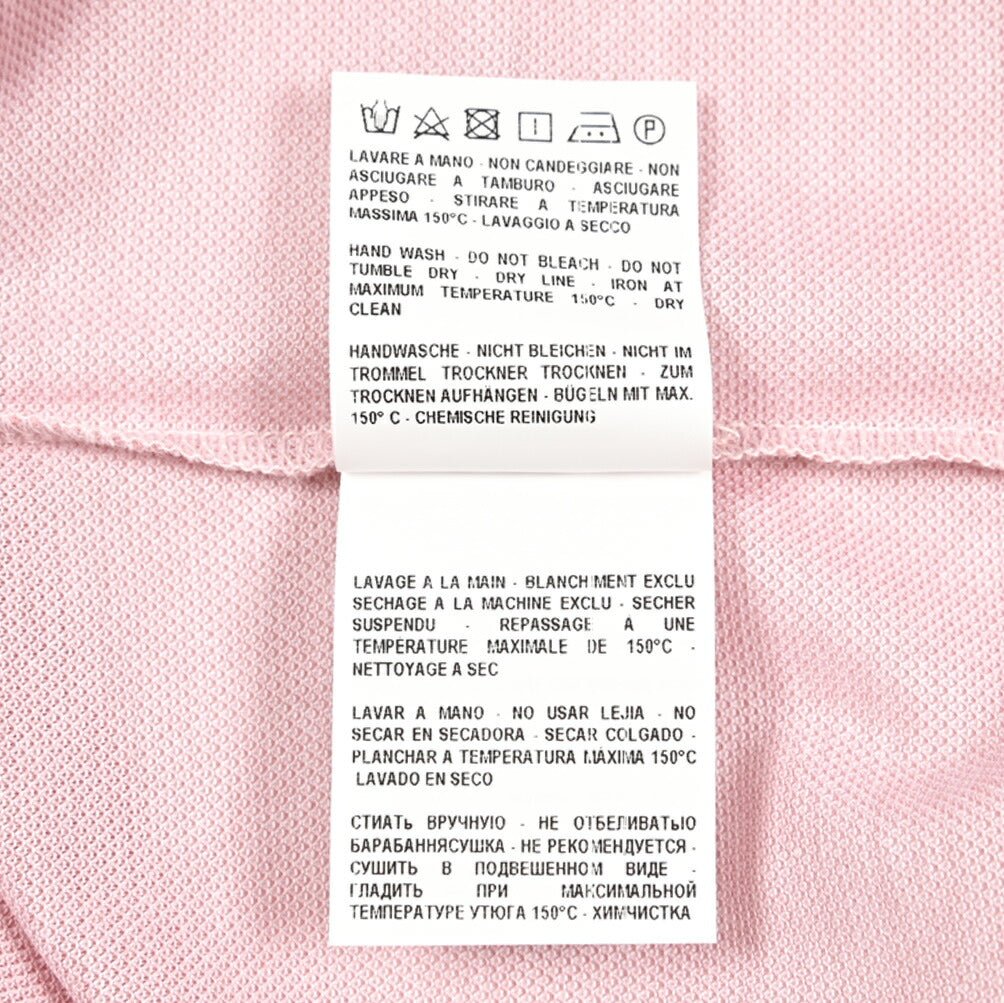 P
LAVARE A MANO - NON CANDEGGIARE - NON
ASCIUGARE A TAMBURO - ASCIUGARE
APPESO - STIRARE A TEMPERATURA
MASSIMA 150°C - LAVAGGIO A SECCO
HAND WASH - DO NOT BLEACH - DO NOT
TUMBLE DRY - DRY LINE - IRON AT
MAXIMUM TEMPERATURE 150°C - DRY
CLEAN
HANDWASCHE - NICHT BLEICHEN - NICHT IM
TROMMEL TROCKNER TROCKNEN - ZUM
TROCKNEN AUFHÄNGEN - BÜGELN MIT MAX.
150° C - CHEMISCHE REINIGUNG
LAVAGE A LA MAIN - BLANCHIMENT EXCLU
SECHAGE A LA MACHINE EXCLU - SECHER
SUSPENDU - REPASSAGE À UNE
TEMPÉRATURE MAXIMALE DE 150°C -
NETTOYAGE A SEC
LAVAR A MANO - NO USAR LEJIA - NO
SECAR EN SECADORA - SECAR COLGADO -
PLANCHAR A TEMPERATURA MÁXIMA 150°C
LAVADO EN SECO
СТИАТЬ ВРУЧНУЮ - НЕ ОТБЕЛИВАТЬЮ
БАРАБАННЯСУШКА - НЕ РЕКОМЕНДУЕТСЯ -
СУШИТЬ В ПОДВЕШЕННОМ ВИДЕ -
ГЛАДИТЬ ПРИ МАКСИМАЛЬНОЙ
ТЕМПЕРАТУРЕ УТЮГА 150°C - ХИМЧИСТКА